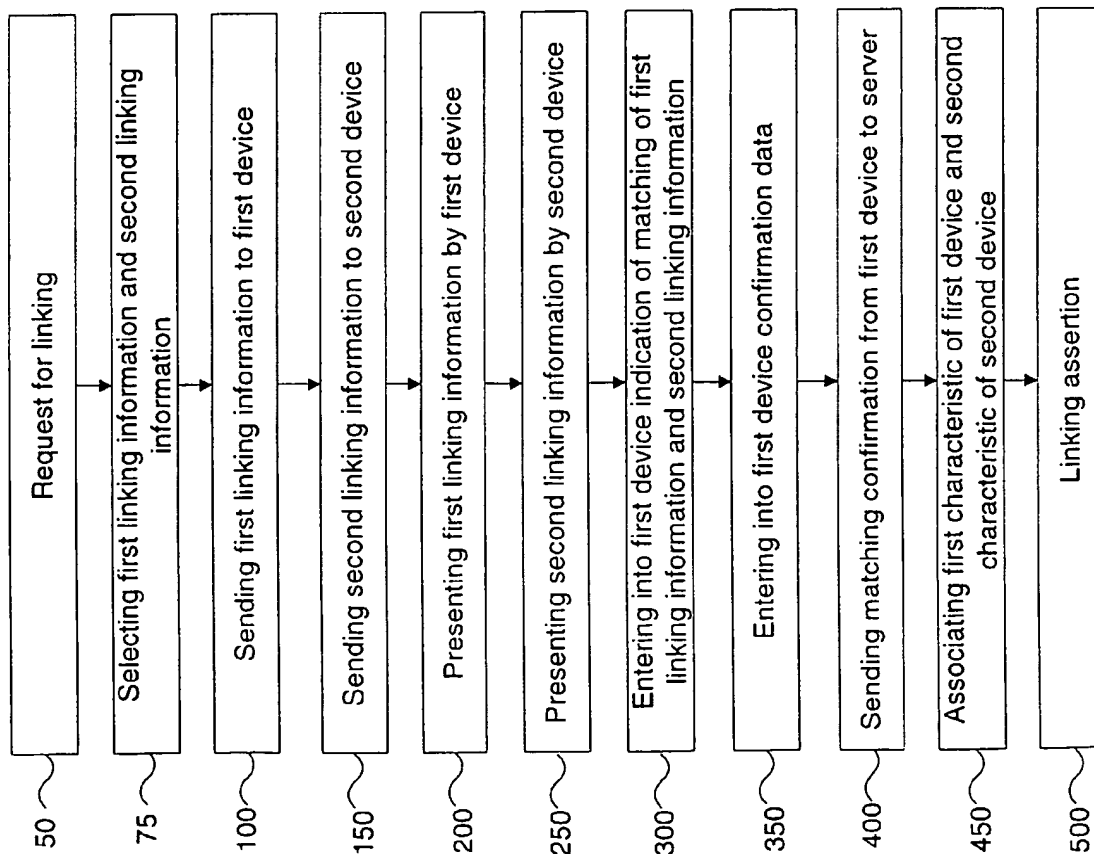 50
Request for linking
75
Selecting first linking information and second linking
information
100
Sending first linking information to first device
150
Sending second linking information to second device
200
Presenting first linking information by first device
250
Presenting second linking information by second device
300
Entering into first device indication of matching of first
linking information and second linking information
350
Entering into first device confirmation data
400
Sending matching confirmation from first device to server
450
Associating first characteristic of first device and second
characteristic of second device
500
Linking assertion